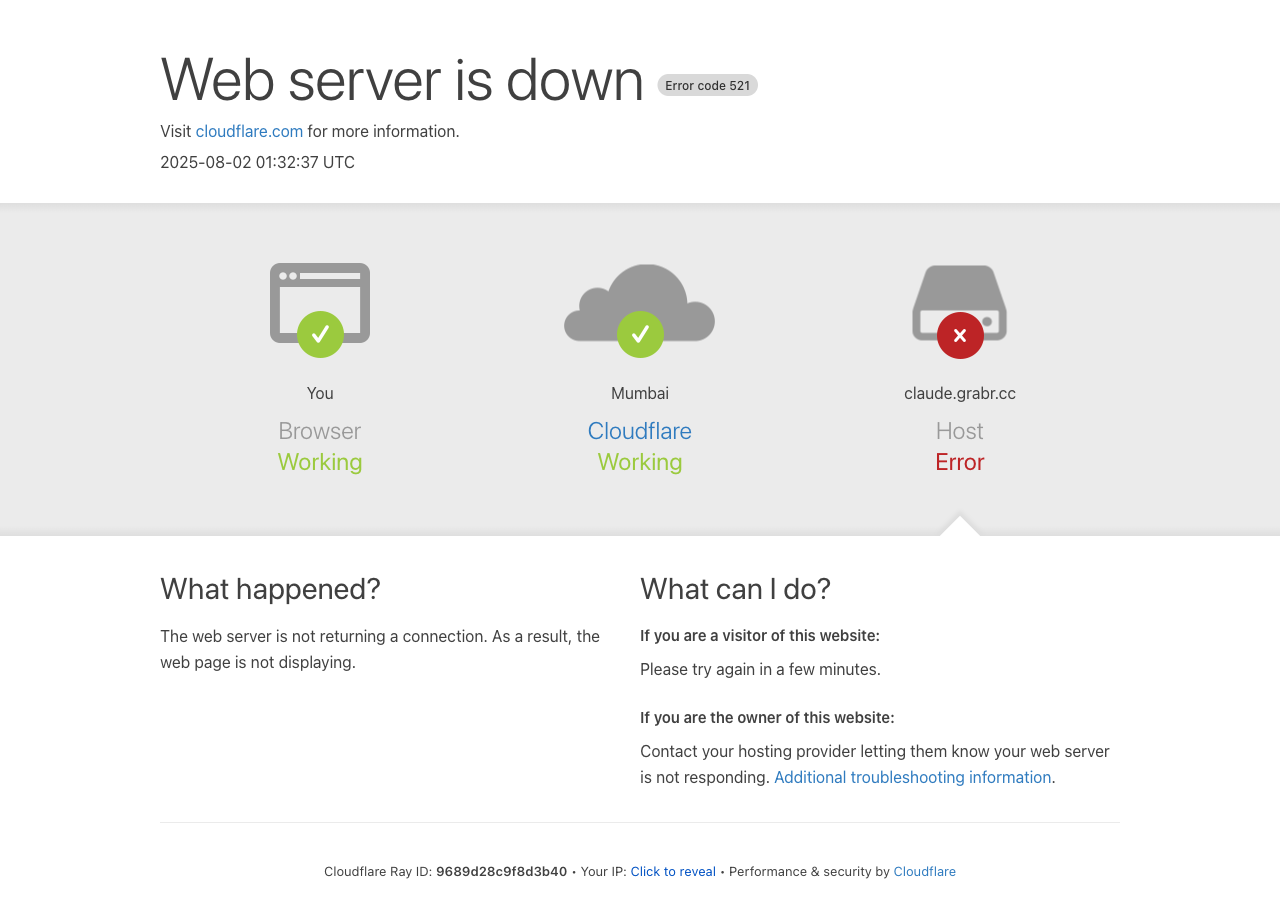 Web server is down Error code 521
Visit cloudflare.com for more information.
2025-08-02 01:32:37 UTC
You
Browser
Working
Mumbai
Cloudflare
Working
claude.grabr.cc
Host
Error
What happened?
The web server is not returning a connection. As a result, the
web page is not displaying.
What can I do?
If you are a visitor of this website:
Please try again in a few minutes.
If you are the owner of this website:
Contact your hosting provider letting them know your web server
is not responding. Additional troubleshooting information.
Cloudflare Ray ID: 9689d28c9f8d3b40 • Your IP: Click to reveal • Performance & security by Cloudflare